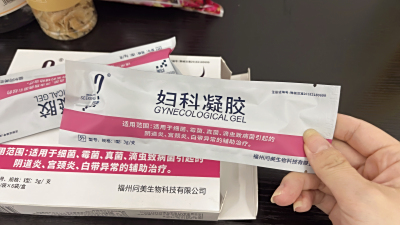 妇科凝胶
GYNECOLOGICAL GEL
适用范围:适用于细菌、霉菌、真菌、滴虫致病菌引起的
阴道炎、宫颈炎、白带异常的辅助治疗。
福州问美生物科技有限公司
凝胶
CAL GEL
范围:适用于细菌、霉菌、真菌、滴虫致病菌引起的
阴道炎、宫颈炎、白带异常的辅助治疗。
福州问美生物科技有限公司